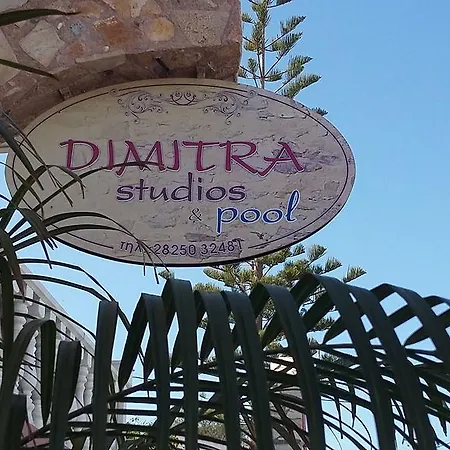 DIMITRA
studios
& pool
τηλ. 28250 32481